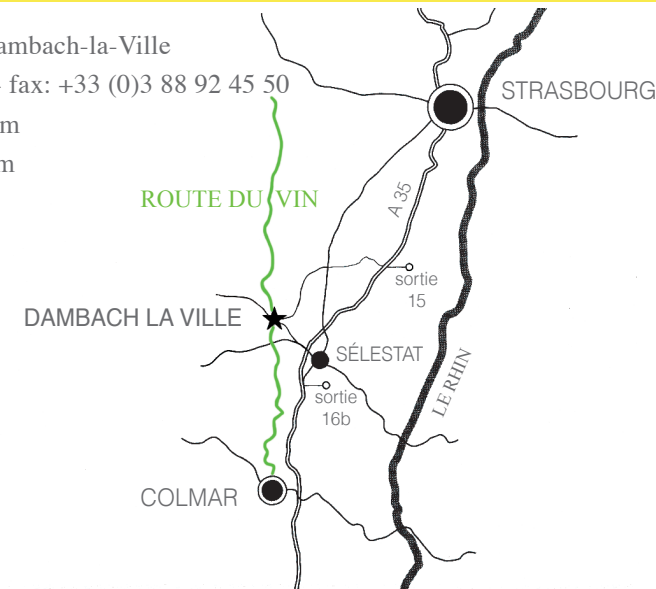 ambach-la-Ville
fax: +33 (0)3 88 92 45 50
m
m
STRASBOURG
ROUTE DU VIN
A 35
sortie
15
DAMBACH LA VILLE
SÉLESTAT
LE RHIN
sortie
16b
COLMAR